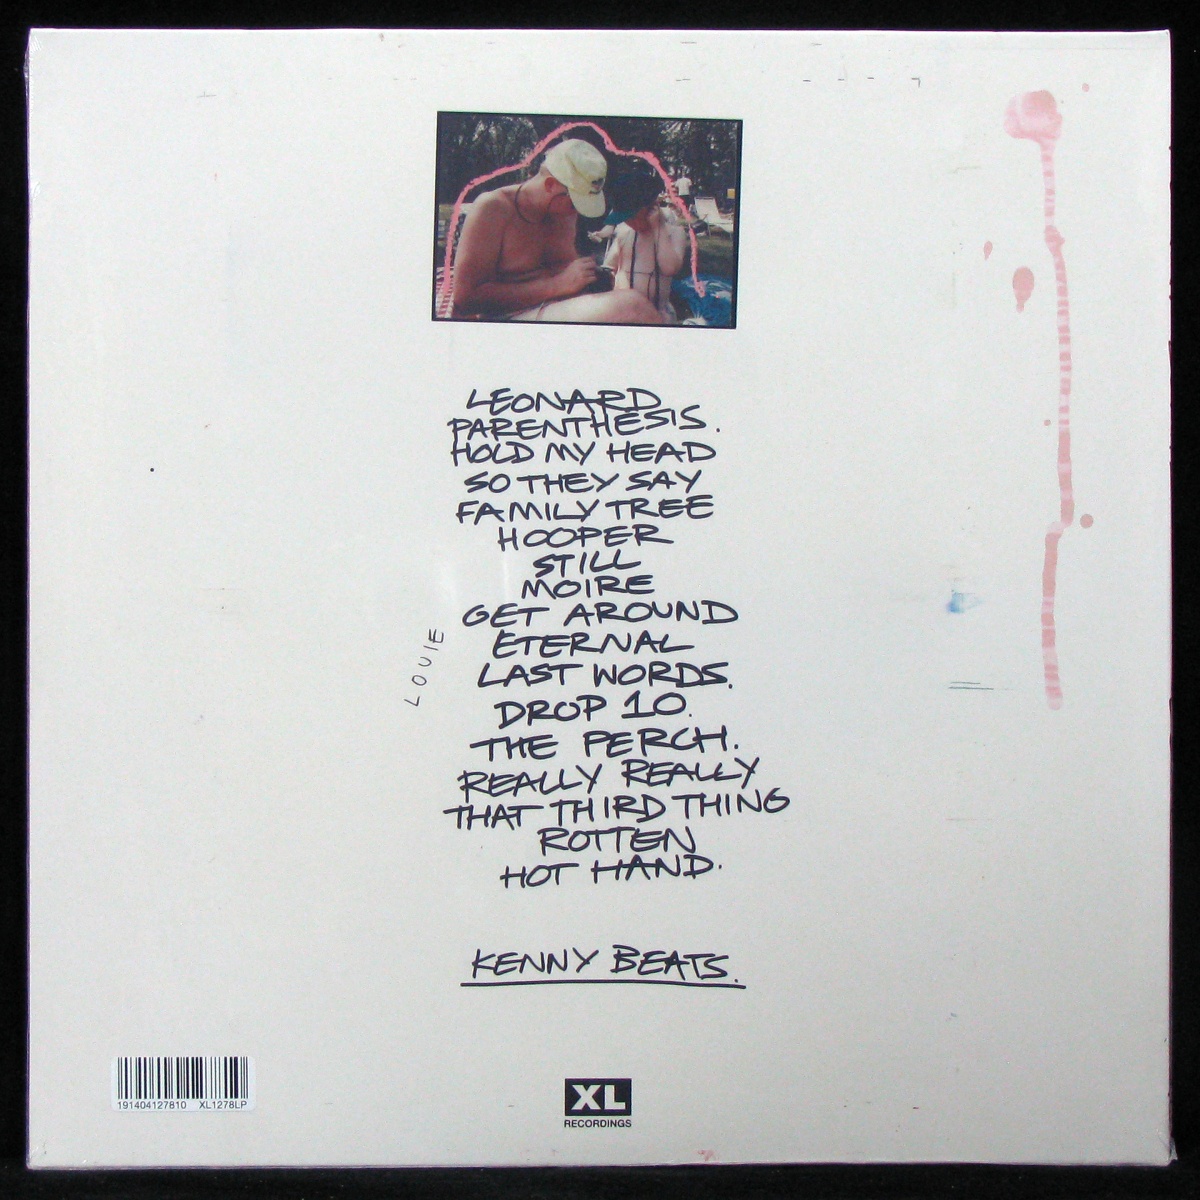 LEONARD
PARENTHESIS.
HOLD MY HEAD
SO THEY SAY
FAMILY TREE
HOOPER
STILL
MOIRE
GET AROUND
ETERNAL
LAST WORDS.
DROP 10.
THE PERCH.
REALLY REALLY
THAT THIRD THING
ROTTEN
HOT HAND.
LOUIE
KENNY BEATS.
191404127810 XL1278LP
XL
RECORDINGS